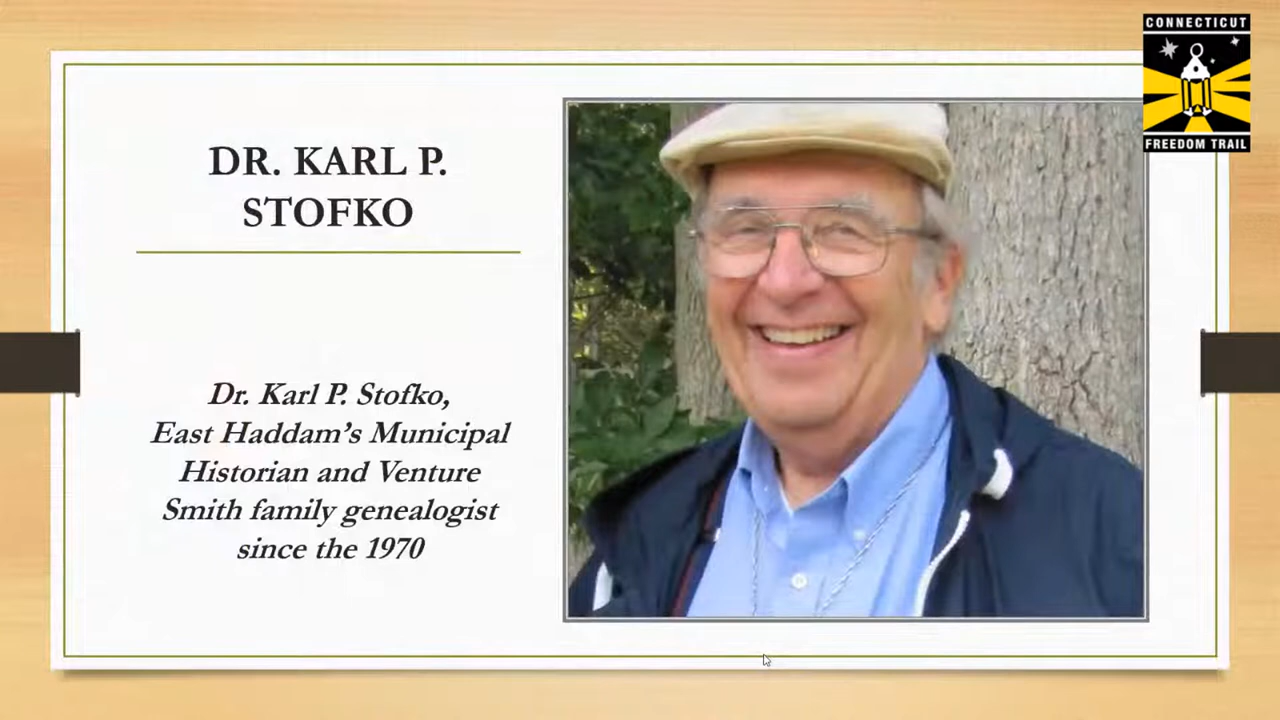 CONNECTICUT
FREEDOM TRAIL
DR. KARL P.
STOFKO
Dr. Karl P. Stofko,
East Haddam’s Municipal
Historian and Venture
Smith family genealogist
since the 1970